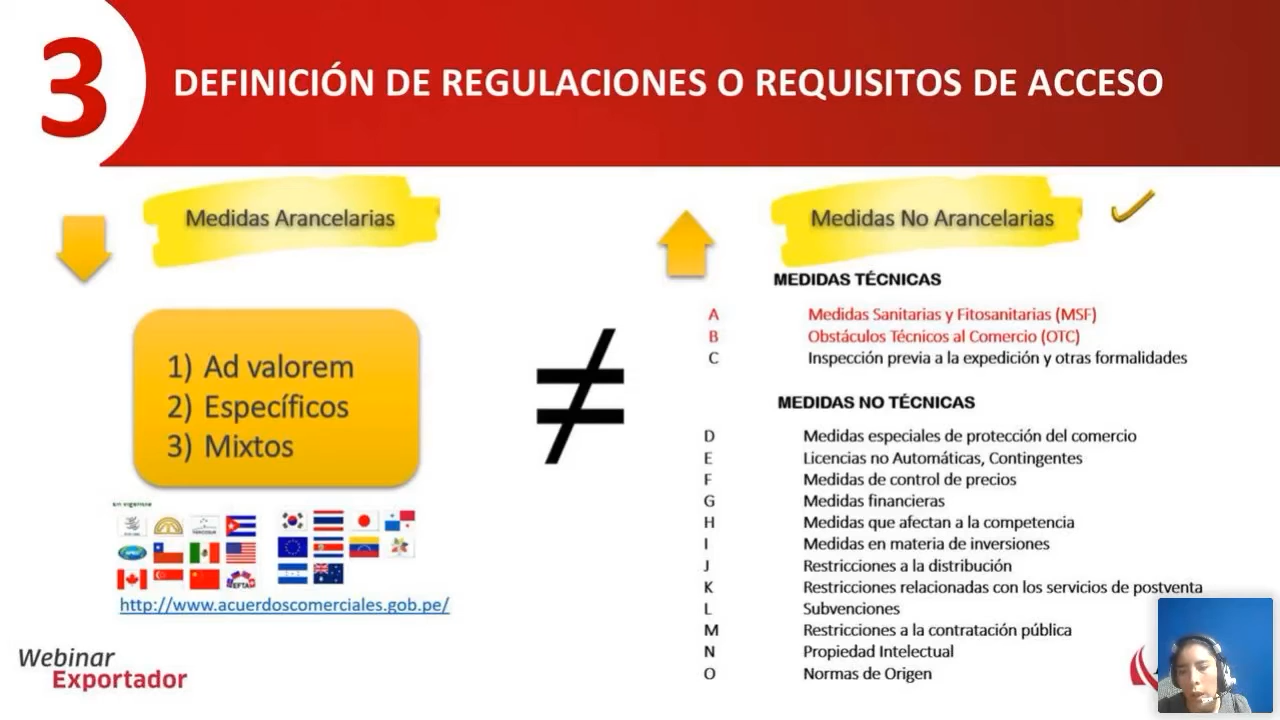 3
DEFINICIÓN DE REGULACIONES O REQUISITOS DE ACCESO
Medidas Arancelarias
1) Ad valorem
2) Específicos
3) Mixtos
http://www.acuerdoscomerciales.gob.pe/
≠
Medidas No Arancelarias
MEDIDAS TÉCNICAS
A Medidas Sanitarias y Fitosanitarias (MSF)
B Obstáculos Técnicos al Comercio (OTC)
C Inspección previa a la expedición y otras formalidades
MEDIDAS NO TÉCNICAS
D Medidas especiales de protección del comercio
E Licencias no Automáticas, Contingentes
F Medidas de control de precios
G Medidas financieras
H Medidas que afectan a la competencia
I Medidas en materia de inversiones
J Restricciones a la distribución
K Restricciones relacionadas con los servicios de postventa
L Subvenciones
M Restricciones a la contratación pública
N Propiedad Intelectual
O Normas de Origen
Webinar
Exportador